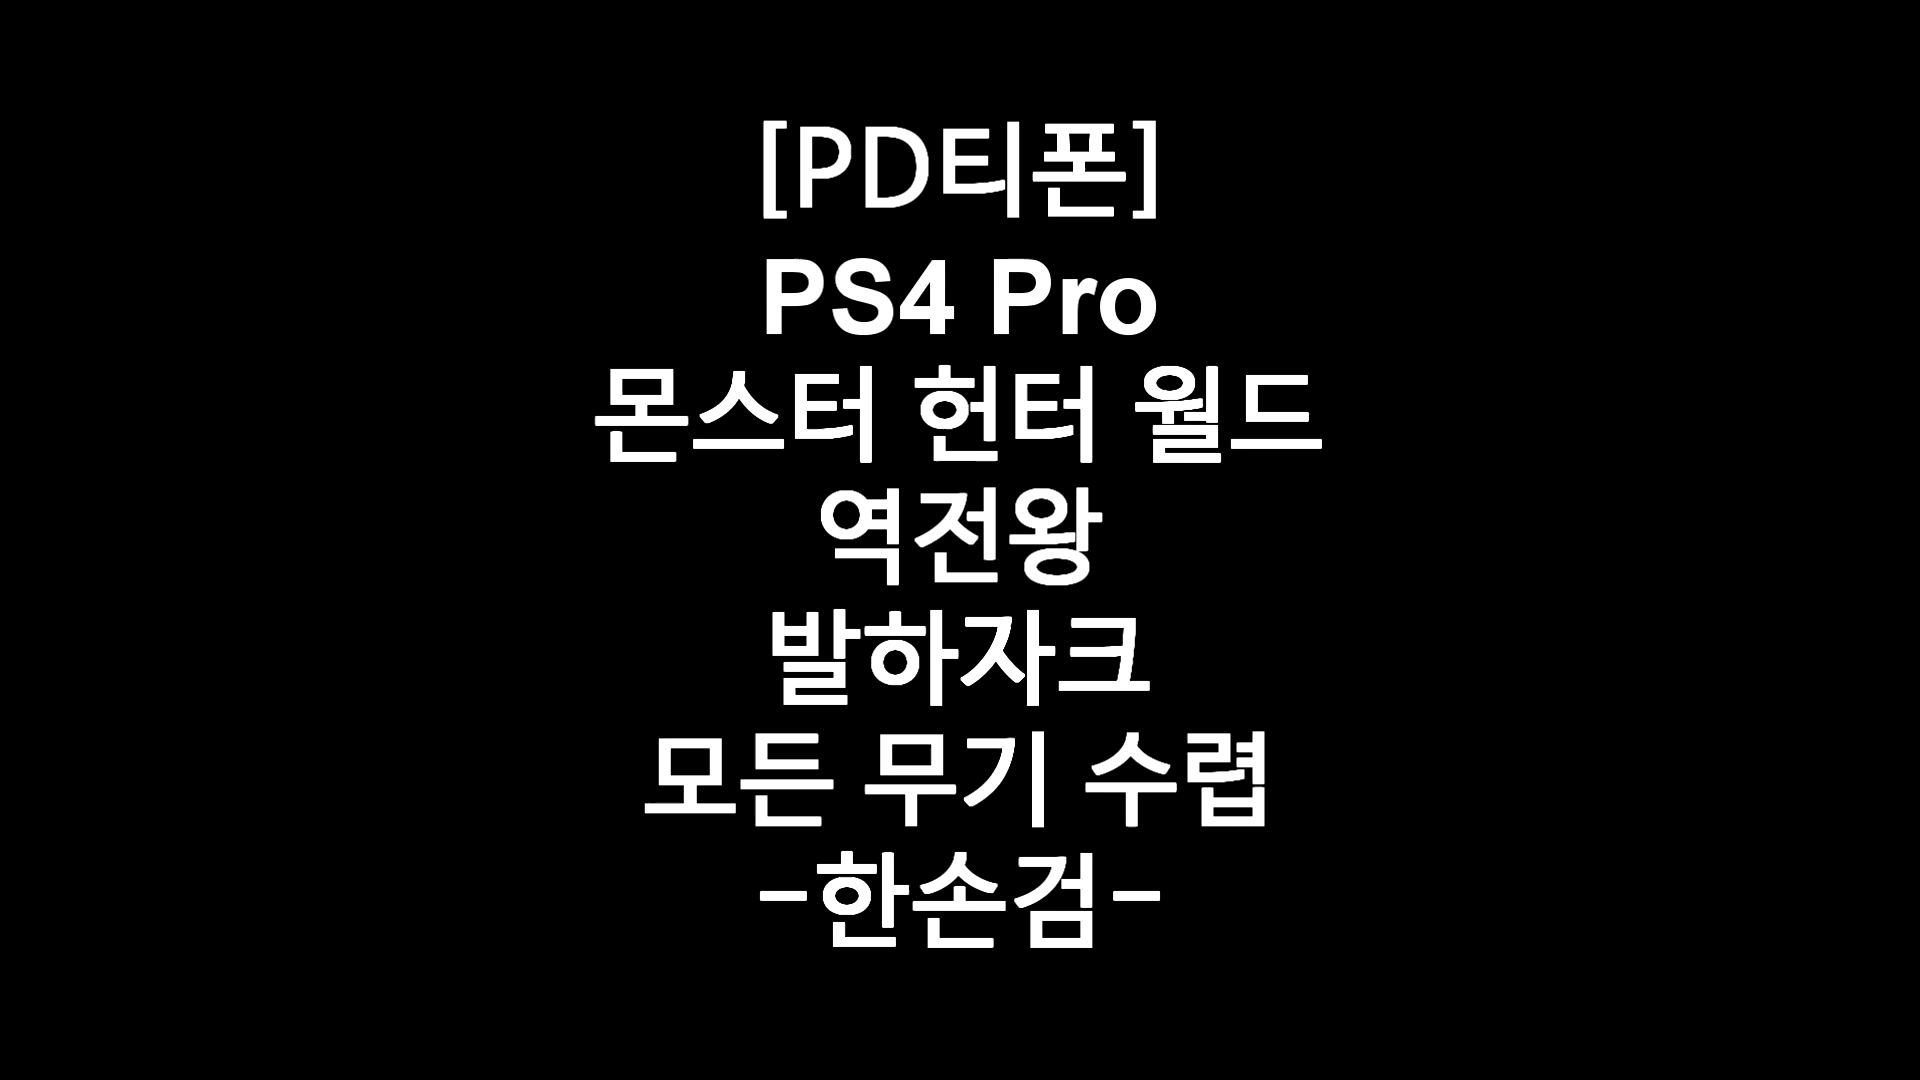 [PD티폰]
PS4 Pro
몬스터 헌터 월드
역전왕
발하자크
모든 무기 수렵
-한손검-